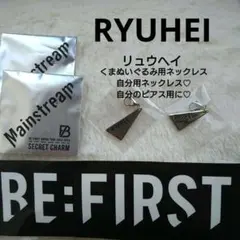 RYUHEI
リュウヘイ
くまぬいぐるみ用ネックレス
自分用ネックレス♡
自分のピアス用に♡
Mainstream
Mainstream
BE:FIRST
SECRET CHARM
BE:FIRST